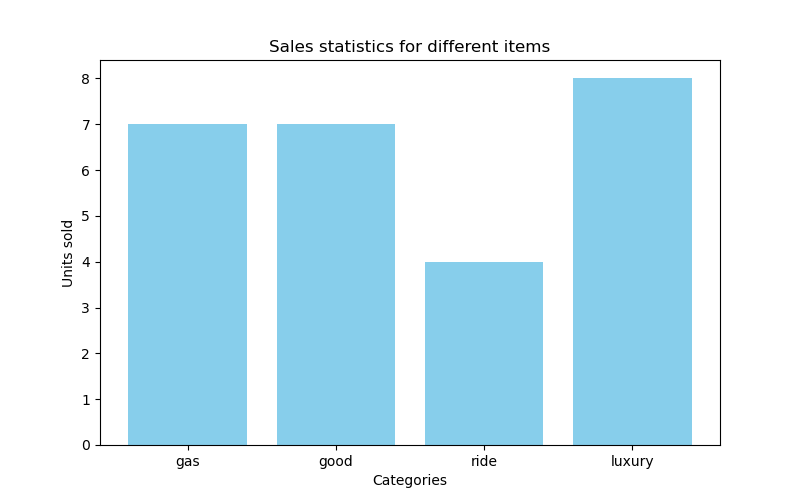 Sales statistics for different items
8
7
6
5
4
3
2
1
0
Units sold
gas good ride luxury
Categories